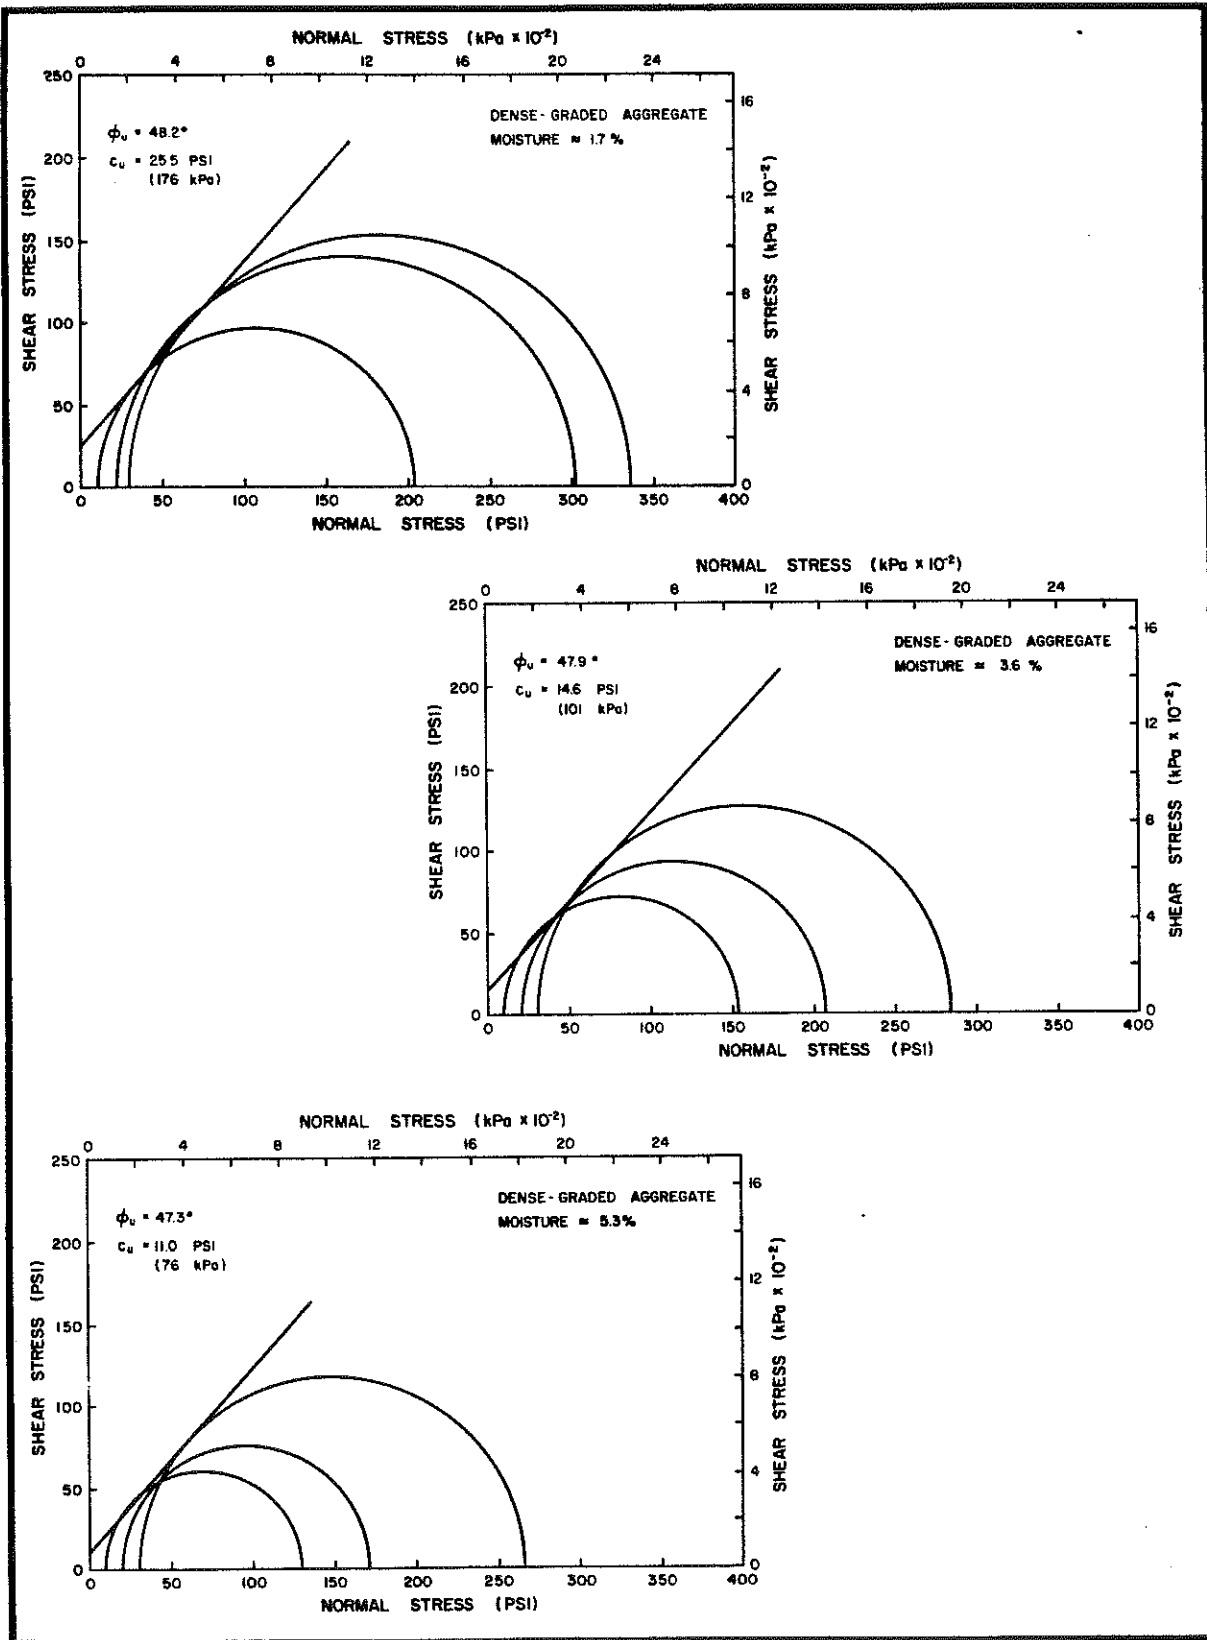 NORMAL STRESS (kPa × 10⁻²)
0 4 8 12 16 20 24
250
200
150
100
50
0
SHEAR STRESS (PSI)
ϕᵤ = 48.2°
cᵤ = 25.5 PSI
(176 kPa)
DENSE-GRADED AGGREGATE
MOISTURE ≈ 1.7 %
16
12
8
4
0
SHEAR STRESS (kPa × 10⁻²)
0 50 100 150 200 250 300 350 400
NORMAL STRESS (PSI)
NORMAL STRESS (kPa × 10⁻²)
0 4 8 12 16 20 24
250
200
150
100
50
0
SHEAR STRESS (PSI)
ϕᵤ = 47.9°
cᵤ = 14.6 PSI
(101 kPa)
DENSE-GRADED AGGREGATE
MOISTURE ≈ 3.6 %
16
12
8
4
0
SHEAR STRESS (kPa × 10⁻²)
0 50 100 150 200 250 300 350 400
NORMAL STRESS (PSI)
NORMAL STRESS (kPa × 10⁻²)
0 4 8 12 16 20 24
250
200
150
100
50
0
SHEAR STRESS (PSI)
ϕᵤ = 47.3°
cᵤ = 11.0 PSI
(76 kPa)
DENSE-GRADED AGGREGATE
MOISTURE ≈ 5.3%
16
12
8
4
0
SHEAR STRESS (kPa × 10⁻²)
0 50 100 150 200 250 300 350 400
NORMAL STRESS (PSI)